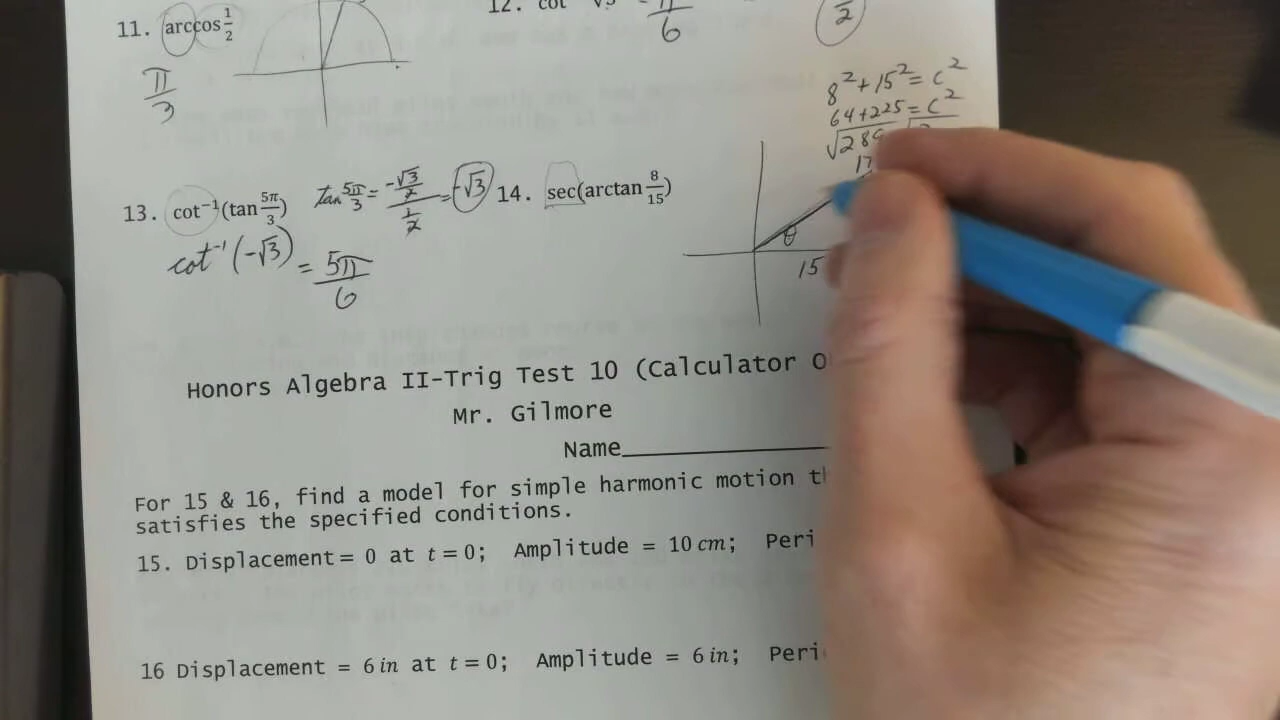 11. arccos 1/2
π/3
12. cot √3 = π/6
2
8² + 15² = c²
64 + 225 = c²
√28
17
13. cot⁻¹(tan 5π/3) tan 5π/3 = (-√3/2)/(1/2) = -√3
cot⁻¹(-√3) = 5π/6
14. sec(arctan 8/15)
θ
15
Honors Algebra II-Trig Test 10 (Calculator O
Mr. Gilmore
Name
For 15 & 16, find a model for simple harmonic motion th
satisfies the specified conditions.
15. Displacement = 0 at t = 0; Amplitude = 10 cm; Peri
16 Displacement = 6 in at t = 0; Amplitude = 6 in; Peri